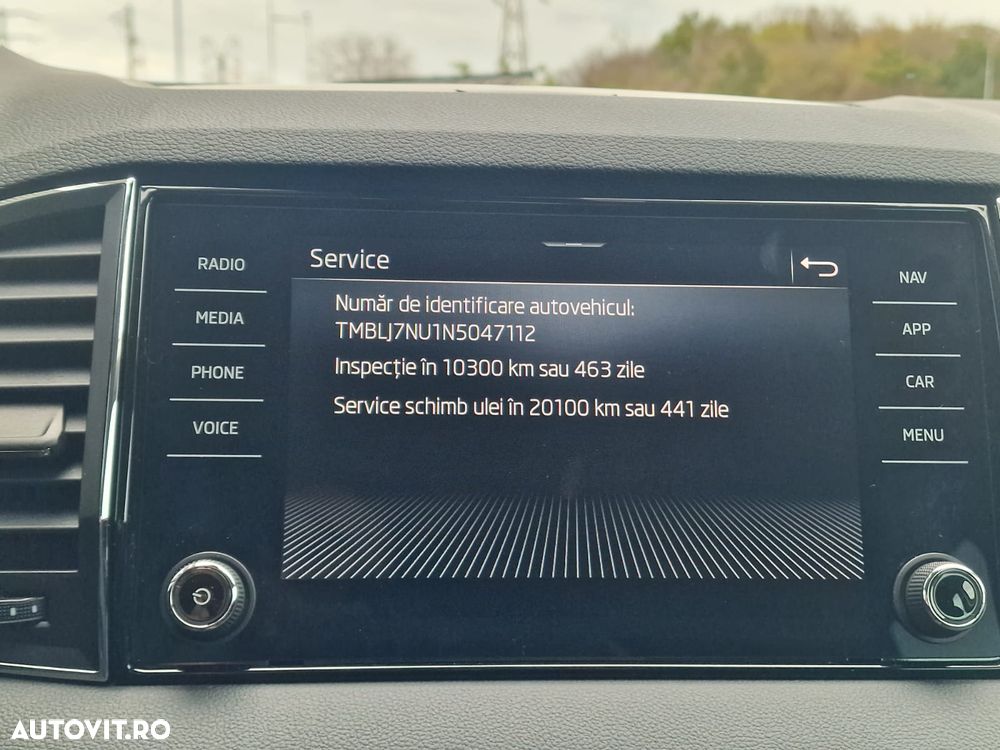 Service
RADIO
MEDIA
PHONE
VOICE
Număr de identificare autovehicul:
TMBLJ7NU1N5047112
Inspecție în 10300 km sau 463 zile
Service schimb ulei în 20100 km sau 441 zile
NAV
APP
CAR
MENU
AUTOVIT.RO